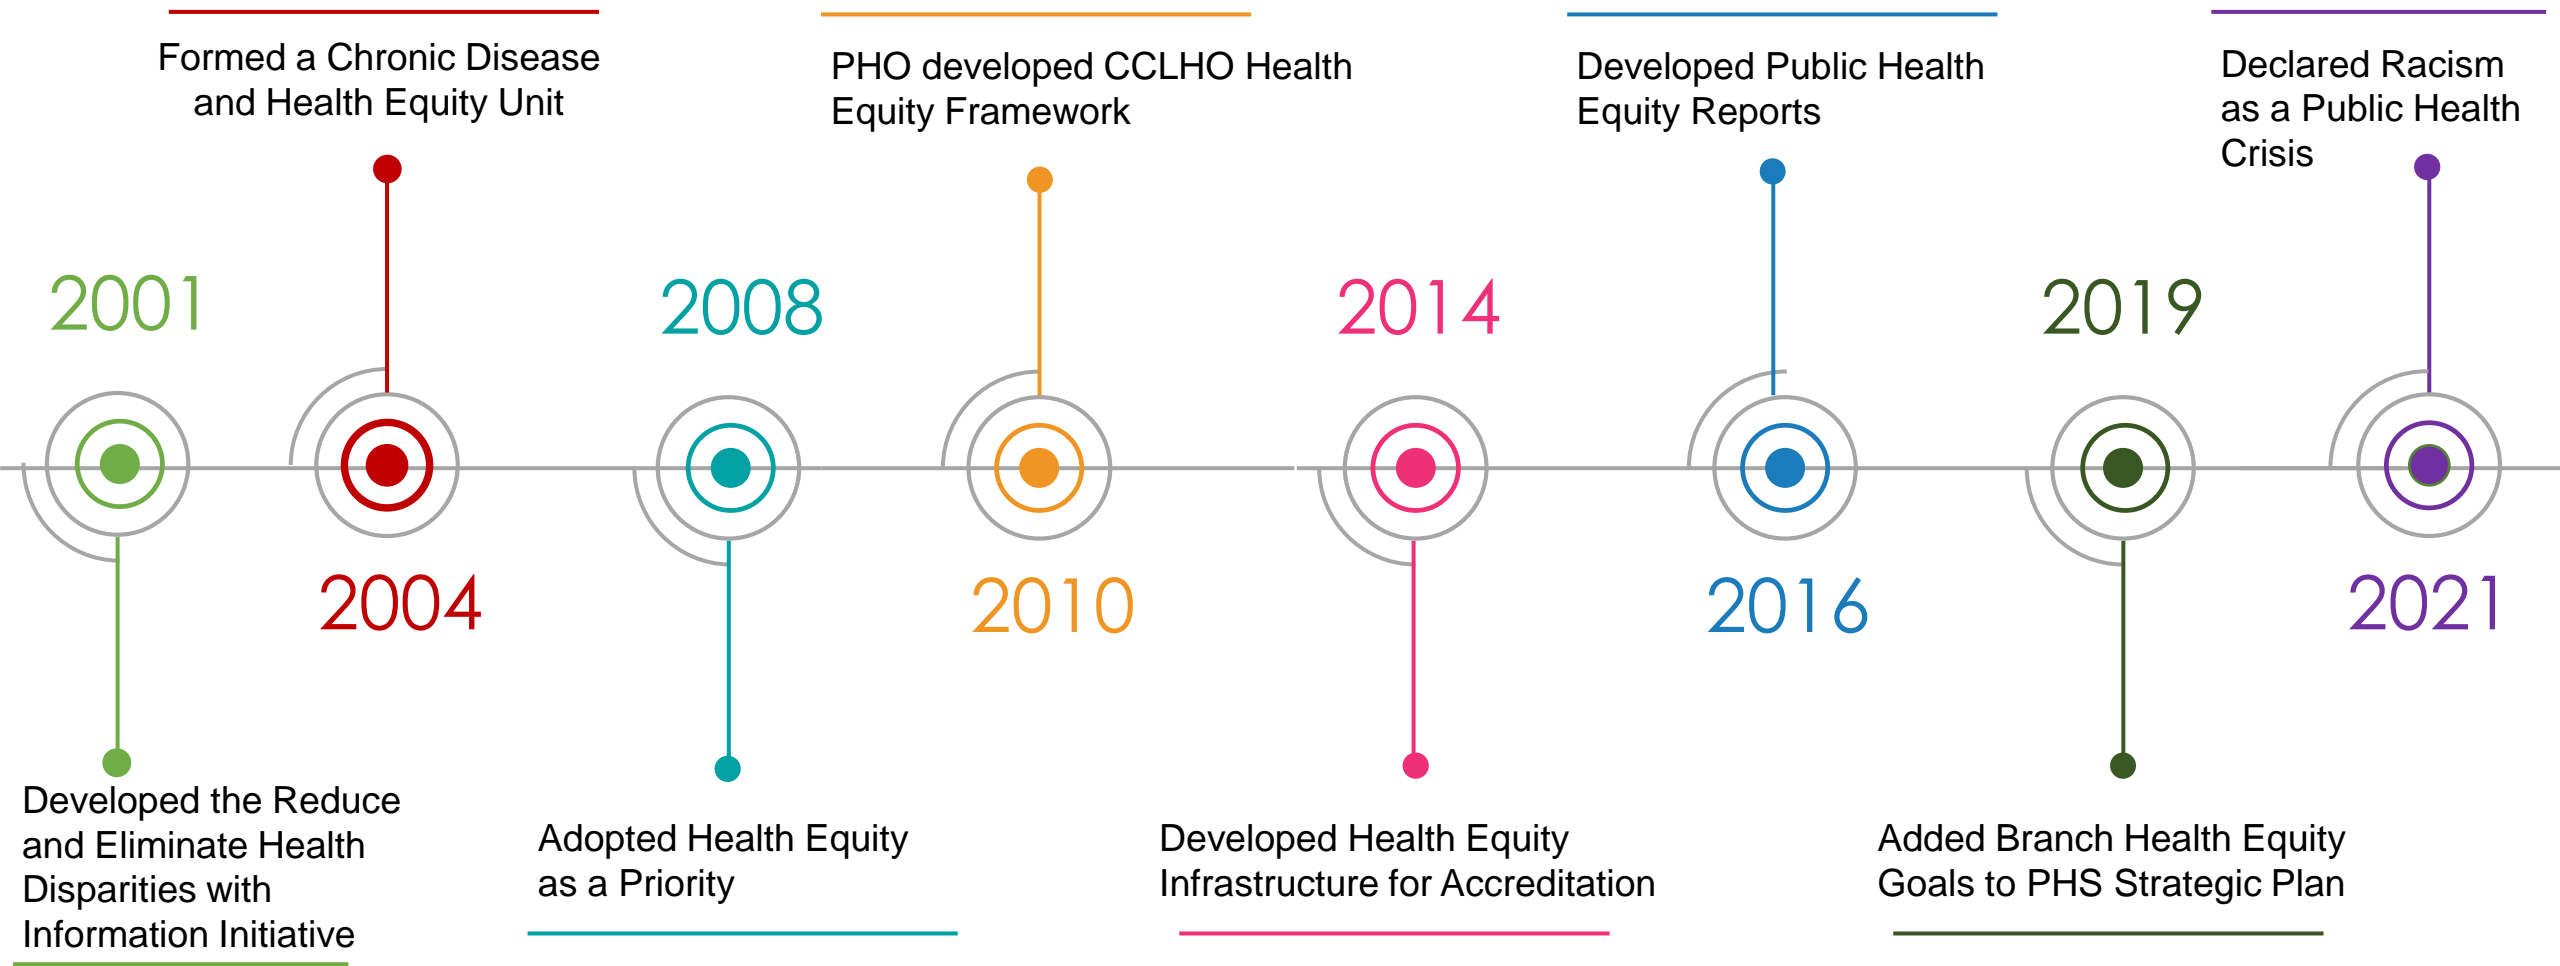 Formed a Chronic Disease
and Health Equity Unit
PHO developed CCLHO Health
Equity Framework
Developed Public Health
Equity Reports
Declared Racism
as a Public Health
Crisis
2001
2008
2014
2019
2004
2010
2016
2021
Developed the Reduce
and Eliminate Health
Disparities with
Information Initiative
Adopted Health Equity
as a Priority
Developed Health Equity
Infrastructure for Accreditation
Added Branch Health Equity
Goals to PHS Strategic Plan